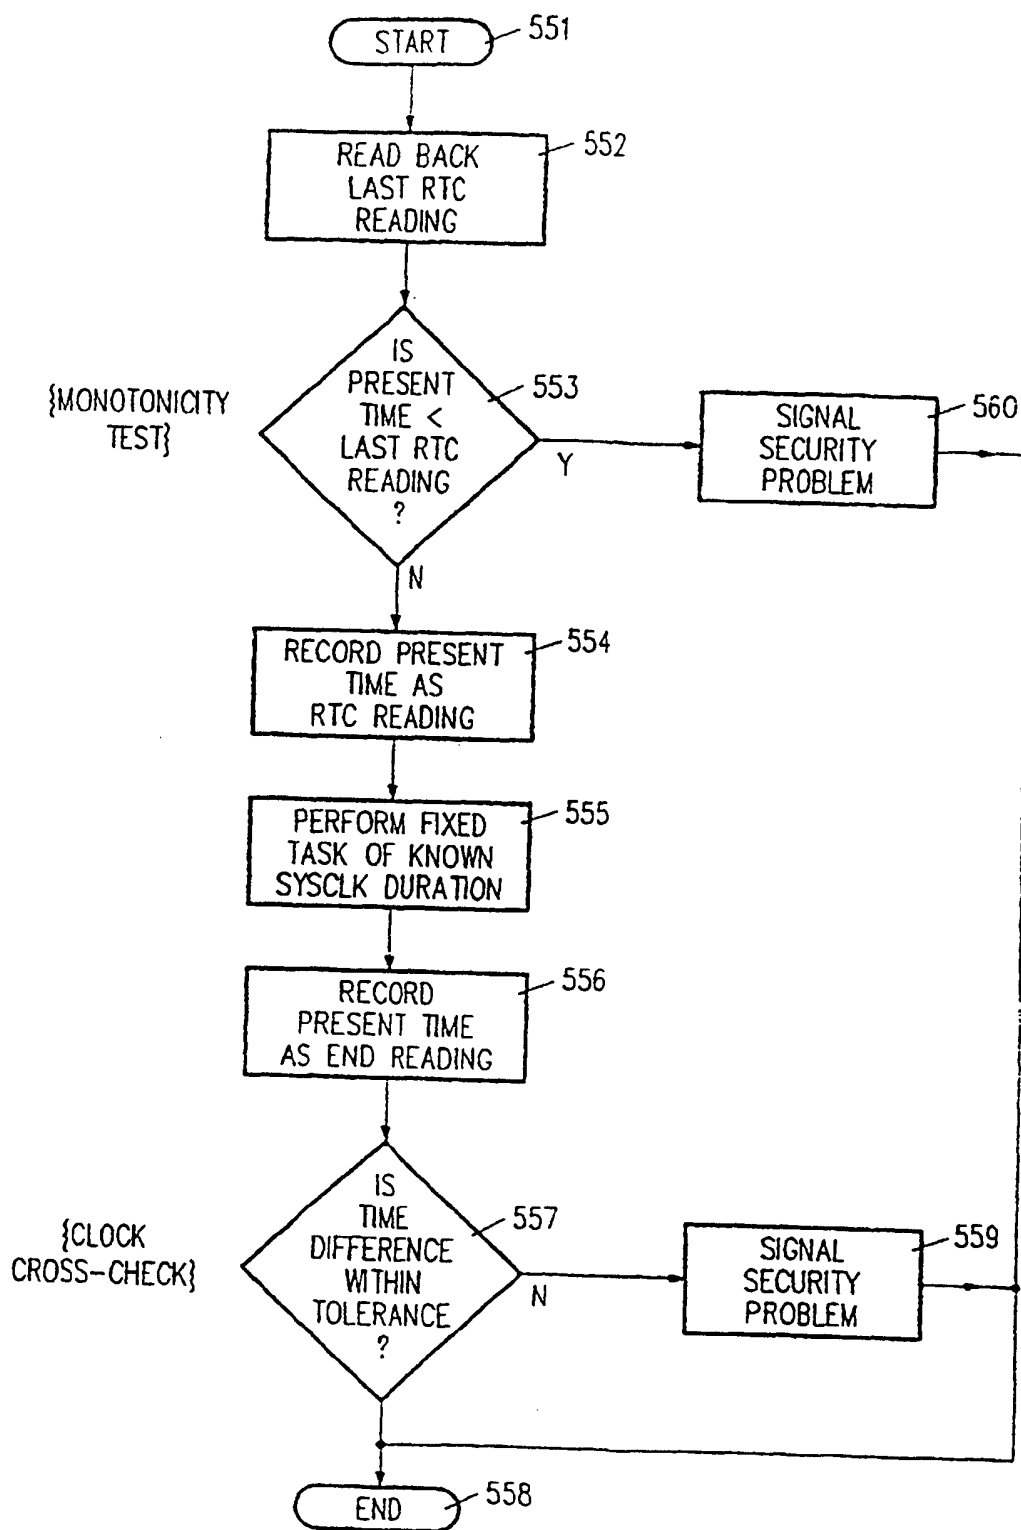 START
551
READ BACK
LAST RTC
READING
552
{MONOTONICITY
TEST}
IS
PRESENT
TIME <
LAST RTC
READING
?
553
Y
SIGNAL
SECURITY
PROBLEM
560
N
RECORD PRESENT
TIME AS
RTC READING
554
PERFORM FIXED
TASK OF KNOWN
SYSCLK DURATION
555
RECORD
PRESENT TIME
AS END READING
556
{CLOCK
CROSS-CHECK}
IS
TIME
DIFFERENCE
WITHIN
TOLERANCE
?
557
N
SIGNAL
SECURITY
PROBLEM
559
END
558